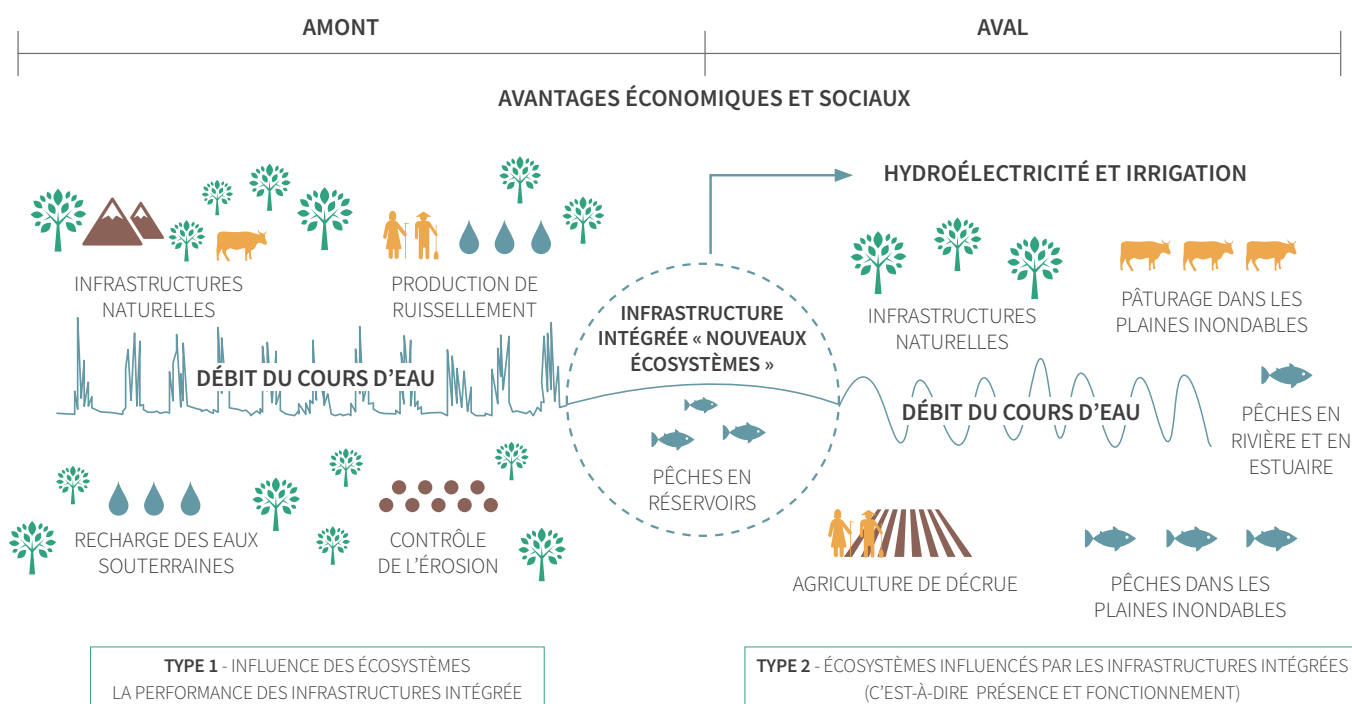 AMONT
AVAL
AVANTAGES ÉCONOMIQUES ET SOCIAUX
HYDROÉLECTRICITÉ ET IRRIGATION
INFRASTRUCTURES
NATURELLES
PRODUCTION DE
RUISSELLEMENT
INFRASTRUCTURE
INTÉGRÉE « NOUVEAUX
ÉCOSYSTÈMES »
INFRASTRUCTURES
NATURELLES
PÂTURAGE DANS LES
PLAINES INONDABLES
DÉBIT DU COURS D’EAU
DÉBIT DU COURS D’EAU
PÊCHES EN
RIVIÈRE ET EN
ESTUAIRE
PÊCHES EN
RÉSERVOIRS
RECHARGE DES EAUX
SOUTERRAINES
CONTRÔLE
DE L’ÉROSION
AGRICULTURE DE DÉCRUE
PÊCHES DANS LES
PLAINES INONDABLES
TYPE 1 - INFLUENCE DES ÉCOSYSTÈMES
LA PERFORMANCE DES INFRASTRUCTURES INTÉGRÉE
TYPE 2 - ÉCOSYSTÈMES INFLUENCÉS PAR LES INFRASTRUCTURES INTÉGRÉES
(C’EST-À-DIRE PRÉSENCE ET FONCTIONNEMENT)